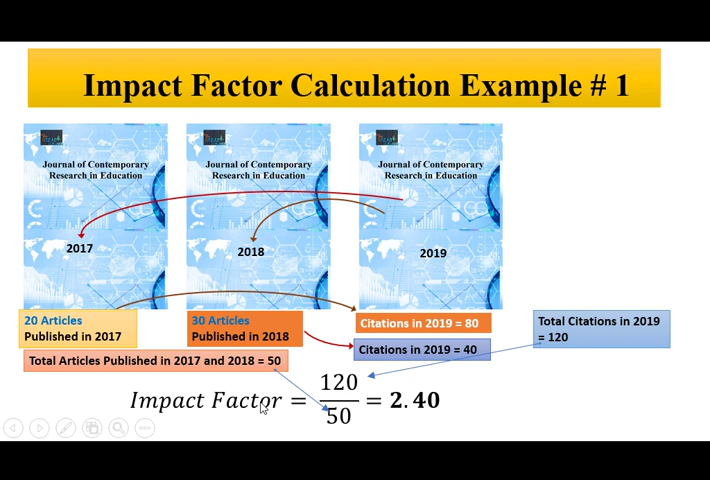 Impact Factor Calculation Example # 1
Journal of Contemporary
Research in Education
2017
Journal of Contemporary
Research in Education
2018
Journal of Contemporary
Research in Education
2019
20 Articles
Published in 2017
30 Articles
Published in 2018
Citations in 2019 = 80
Citations in 2019 = 40
Total Citations in 2019
= 120
Total Articles Published in 2017 and 2018 = 50
Impact Factor = 120/50 = 2.40